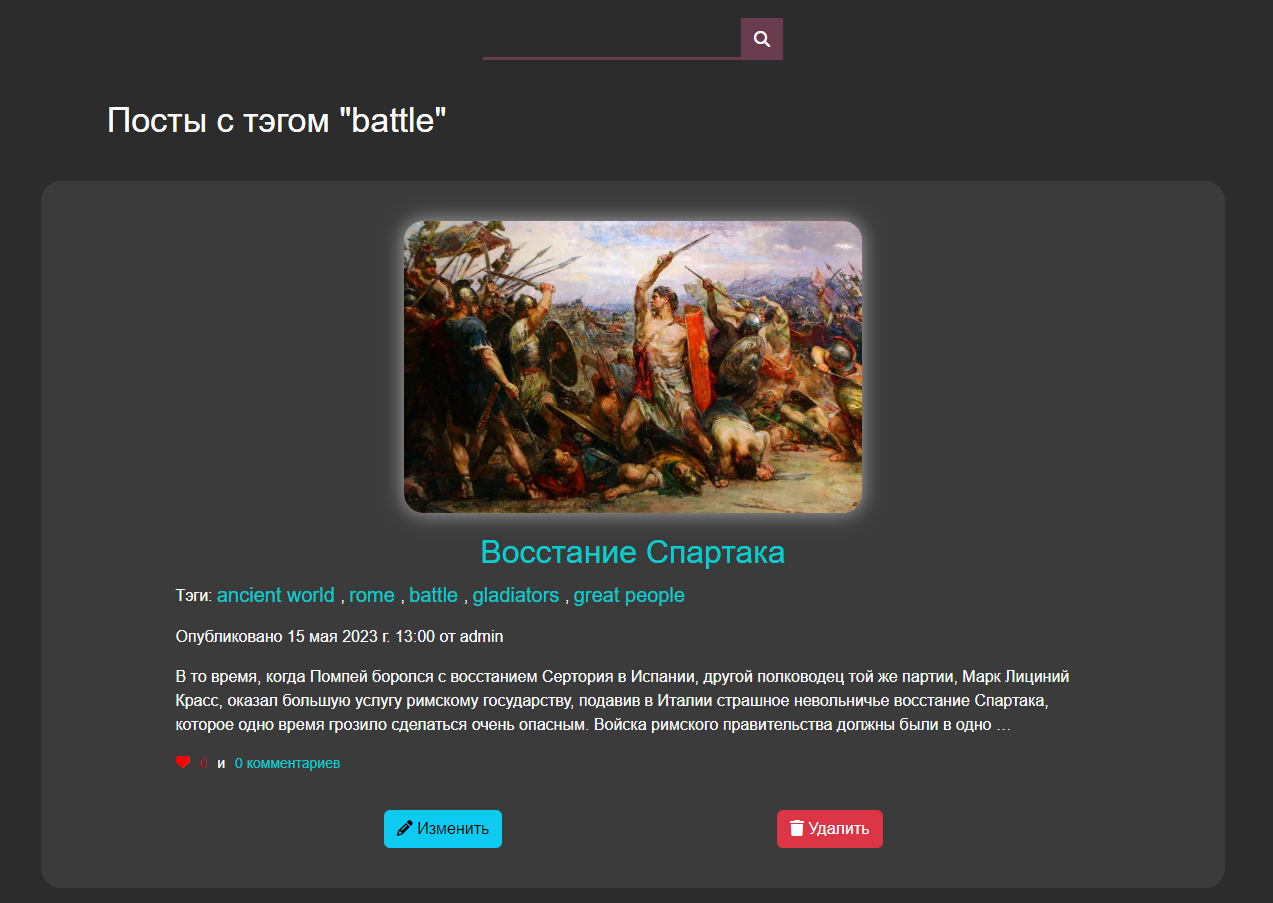 Посты с тэгом "battle"
Восстание Спартака
Тэги: ancient world , rome , battle , gladiators , great people
Опубликовано 15 мая 2023 г. 13:00 от admin
В то время, когда Помпей боролся с восстанием Сертория в Испании, другой полководец той же партии, Марк Лициний
Красс, оказал большую услугу римскому государству, подавив в Италии страшное невольничье восстание Спартака,
которое одно время грозило сделаться очень опасным. Войска римского правительства должны были в одно …
0 и 0 комментариев
Изменить Удалить